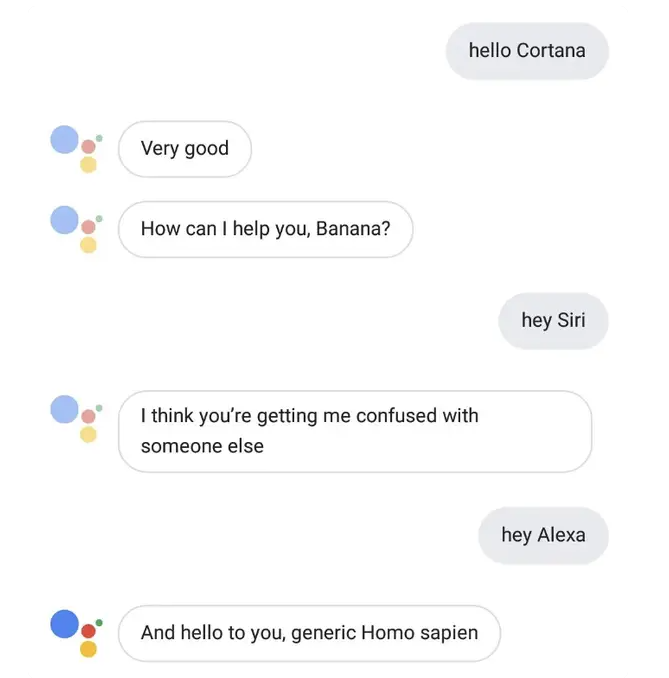 hello Cortana
Very good
How can I help you, Banana?
hey Siri
I think you’re getting me confused with
someone else
hey Alexa
And hello to you, generic Homo sapien